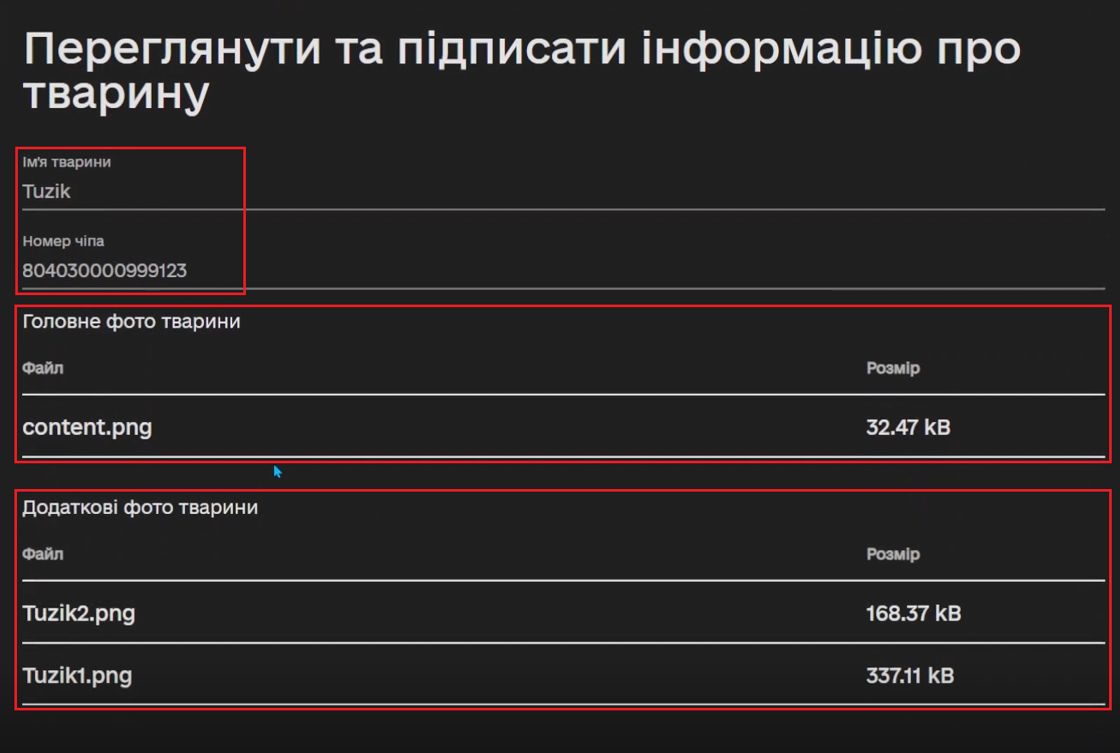 Переглянути та підписати інформацію про
тварину
Ім'я тварини
Tuzik
Номер чіпа
804030000999123
Головне фото тварини
Файл Розмір
content.png 32.47 kB
Додаткові фото тварини
Файл Розмір
Tuzik2.png 168.37 kB
Tuzik1.png 337.11 kB